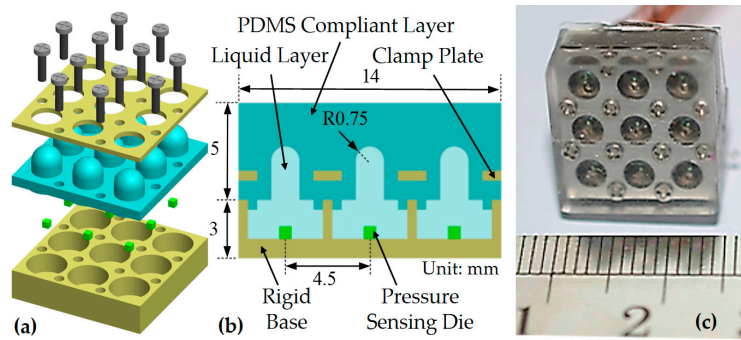 PDMS Compliant Layer
Liquid Layer
Clamp Plate
14
R0.75
5
3
4.5
Unit: mm
Rigid
Base
Pressure
Sensing Die
(a)
(b)
(c)
1
2